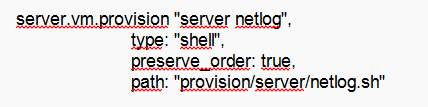 server.vm.provision "server netlog",
type: "shell",
preserve_order: true,
path: "provision/server/netlog.sh"